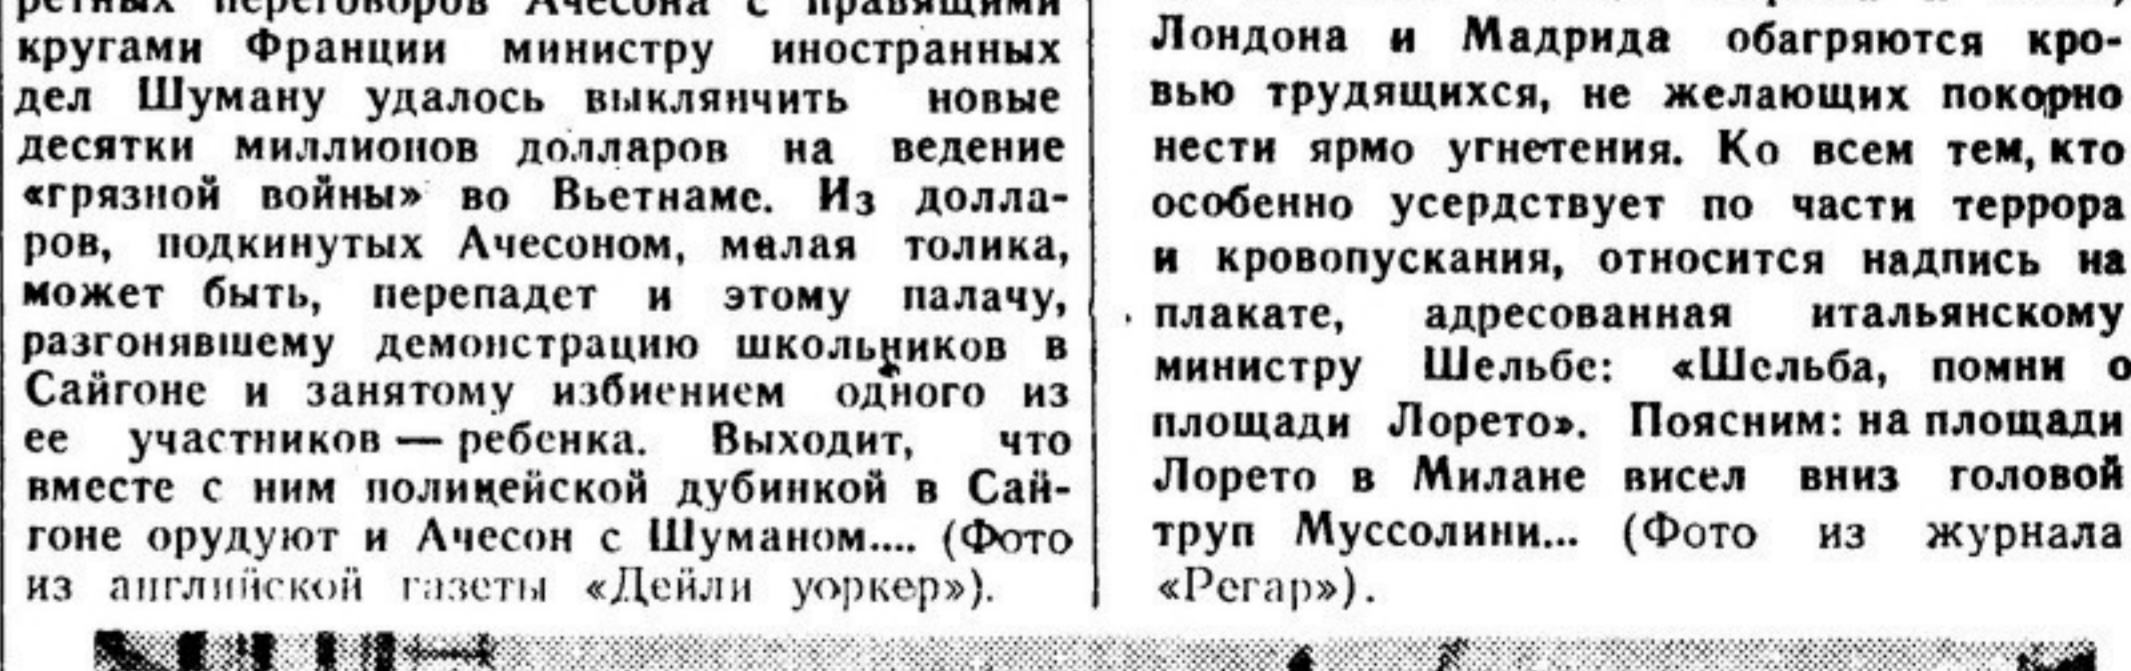 ретных переговоров Ачесона с правящими
кругами Франции министру иностранных
дел Шуману удалось выклянчить новые
десятки миллионов долларов на ведение
«грязной войны» во Вьетнаме. Из долла-
ров, подкинутых Ачесоном, малая толика,
может быть, перепадет и этому палачу,
разгонявшему демонстрацию школьников в
Сайгоне и занятому избиением одного из
ее участников — ребенка. Выходит, что
вместе с ним полицейской дубинкой в Сай-
гоне орудуют и Ачесон с Шуманом.... (Фото
из английской газеты «Дейли уоркер»).
Лондона и Мадрида обагряются кро-
вью трудящихся, не желающих покорно
нести ярмо угнетения. Ко всем тем, кто
особенно усердствует по части террора
и кровопускания, относится надпись на
плакате, адресованная итальянскому
министру Шельбе: «Шельба, помни о
площади Лорето». Поясним: на площади
Лорето в Милане висел вниз головой
труп Муссолини... (Фото из журнала
«Регар»).